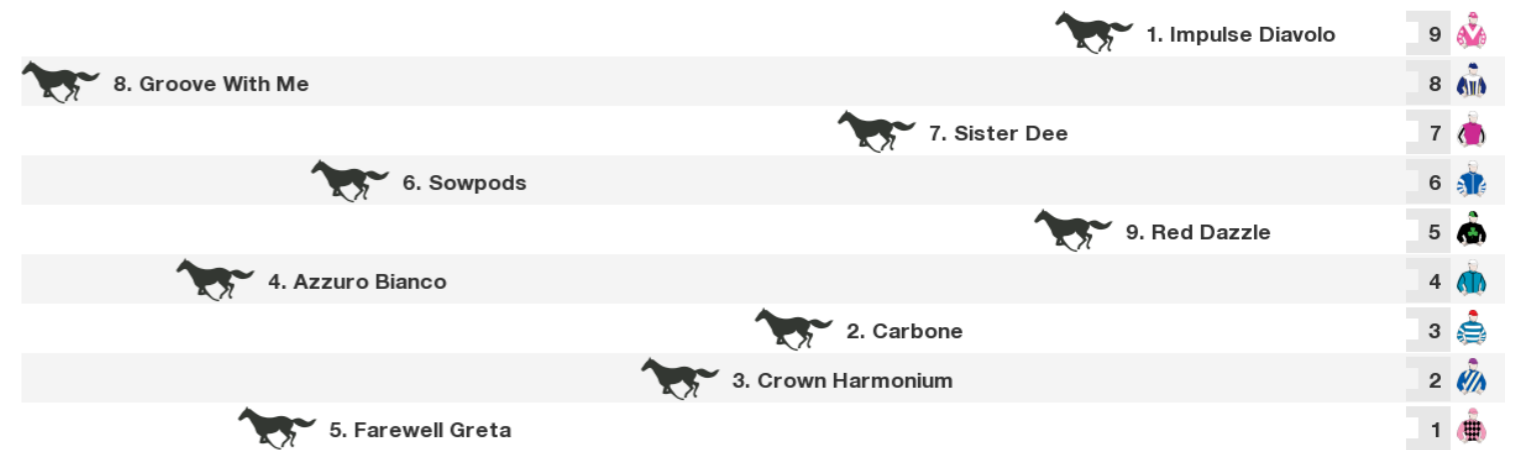 1. Impulse Diavolo 9
8. Groove With Me 8
7. Sister Dee 7
6. Sowpods 6
9. Red Dazzle 5
4. Azzuro Bianco 4
2. Carbone 3
3. Crown Harmonium 2
5. Farewell Greta 1